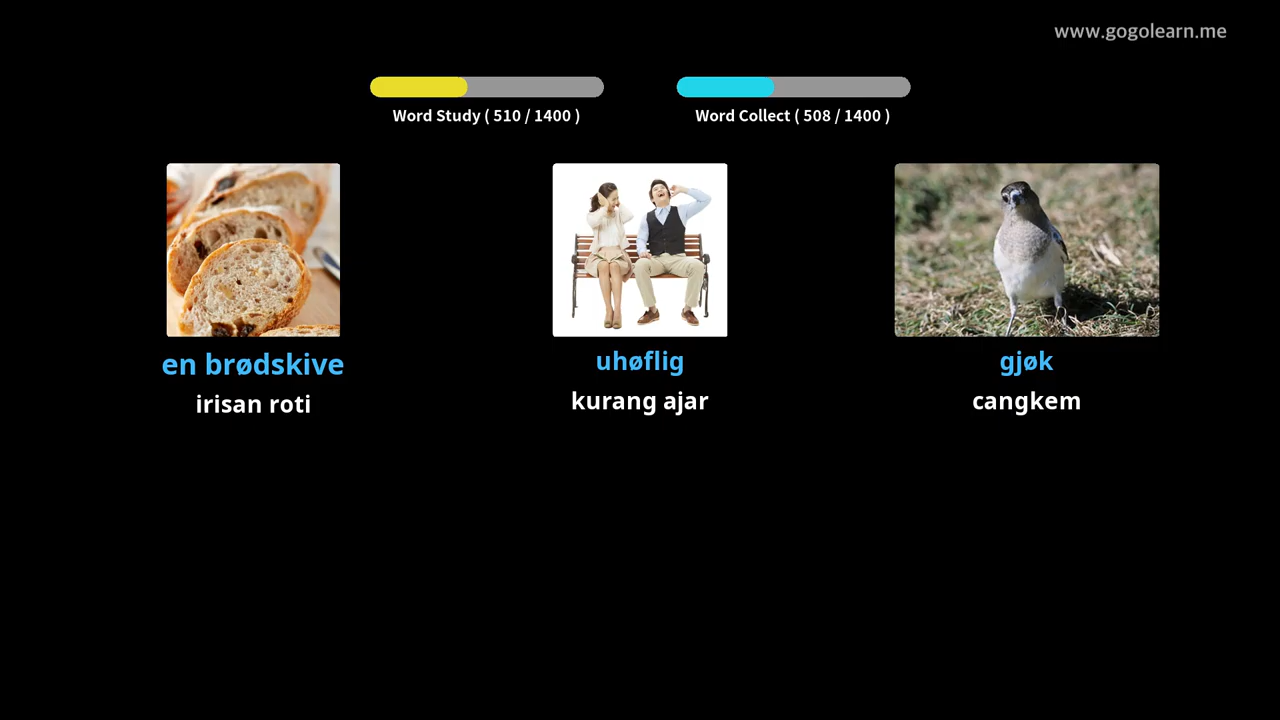 www.gogolearn.me
Word Study ( 510 / 1400 )
Word Collect ( 508 / 1400 )
en brødskive
irisan roti
uhøflig
kurang ajar
gjøk
cangkem